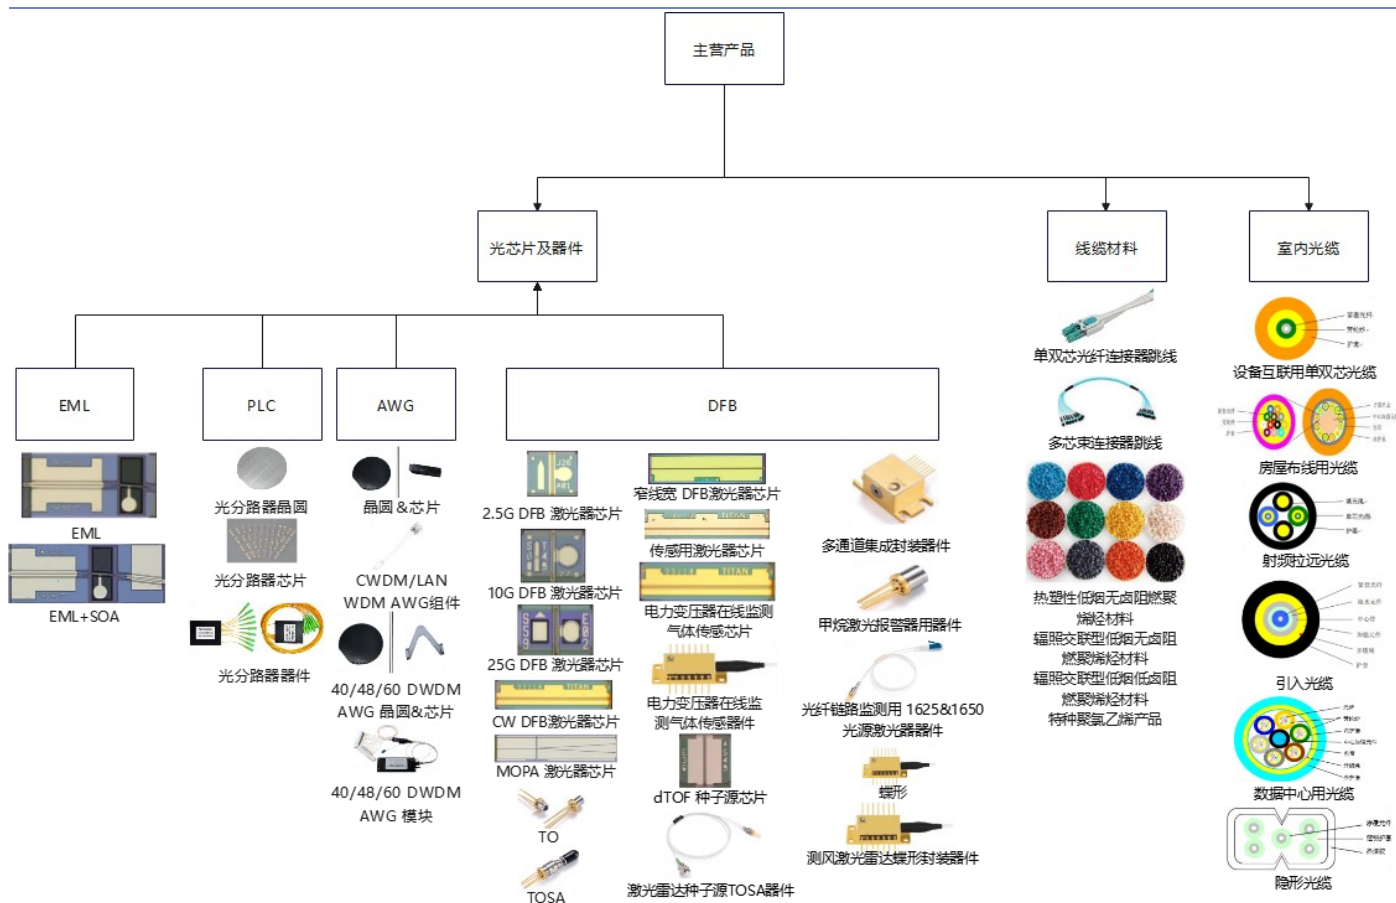 主营产品
光芯片及器件
线缆材料
室内光缆
EML
PLC
AWG
DFB
EML
EML+SOA
光分路器晶圆
光分路器芯片
光分路器器件
晶圆&芯片
CWDM/LAN
WDM AWG组件
40/48/60 DWDM
AWG 晶圆&芯片
40/48/60 DWDM
AWG 模块
2.5G DFB 激光器芯片
10G DFB 激光器芯片
25G DFB 激光器芯片
CW DFB激光器芯片
MOPA 激光器芯片
TO
TOSA
窄线宽 DFB激光器芯片
TITAN
传感用激光器芯片
TITAN
电力变压器在线监测
气体传感芯片
电力变压器在线监
测气体传感器件
dTOF 种子源芯片
激光雷达种子源TOSA器件
多通道集成封装器件
甲烷激光报警器用器件
光纤链路监测用 1625&1650
光源激光器器件
蝶形
测风激光雷达蝶形封装器件
单双芯光纤连接器跳线
多芯束连接器跳线
热塑性低烟无卤阻燃聚
烯烃材料
辐照交联型低烟无卤阻
燃聚烯烃材料
辐照交联型低烟低卤阻
燃聚烯烃材料
特种聚氯乙烯产品
设备互联用单双芯光缆
房屋布线用光缆
射频拉远光缆
引入光缆
数据中心用光缆
隐形光缆